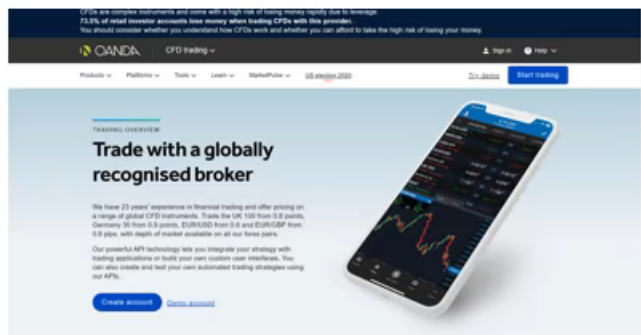 CFDs are complex instruments and come with a high risk of losing money rapidly due to leverage.
73.5% of retail investor accounts lose money when trading CFDs with this provider.
You should consider whether you understand how CFDs work and whether you can afford to take the high risk of losing your money.
OANDA CFD trading
Sign in Help
Products Platforms Tools Learn MarketPulse US election 2020
Try demo Start trading
TRADING OVERVIEW
Trade with a globally
recognised broker
We have 23 years' experience in financial trading and offer pricing on
a range of global CFD instruments. Trade the UK 100 from 0.8 points,
Germany 30 from 0.9 points, EUR/USD from 0.6 and EUR/GBP from
0.8 pips, with depth of market available on all our forex pairs.
Our powerful API technology lets you integrate your strategy with
trading applications or build your own custom user interfaces. You
can also create and test your own automated trading strategies using
our APIs.
Create account Demo account